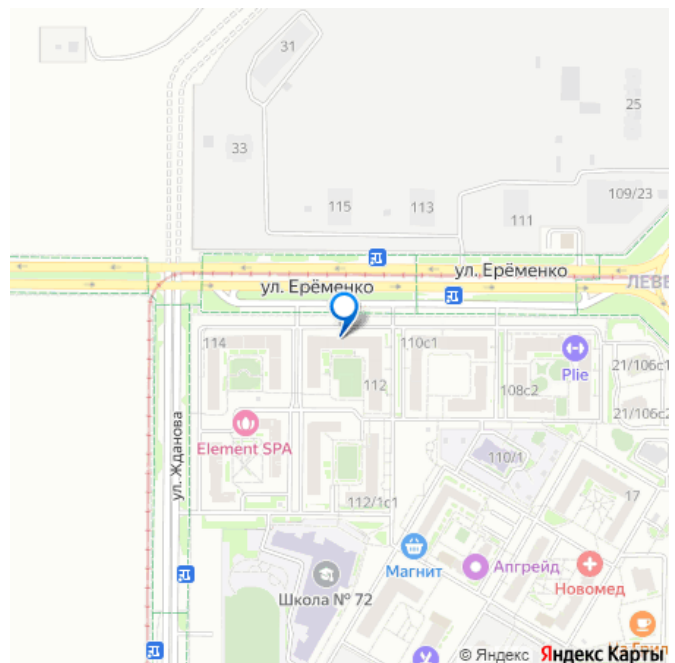 31
25
33
109/23
115
113
111
ул. Ерёменко
ул. Ерёменко
ЛЕВЕ
114
110с1
Plie
21/106с1
112
108с2
21/106с2
ул. Жданова
Element SPA
110/1
17
112/1с1
Магнит
Апгрейд
Новомед
Школа № 72
© Яндекс Яндекс Карты